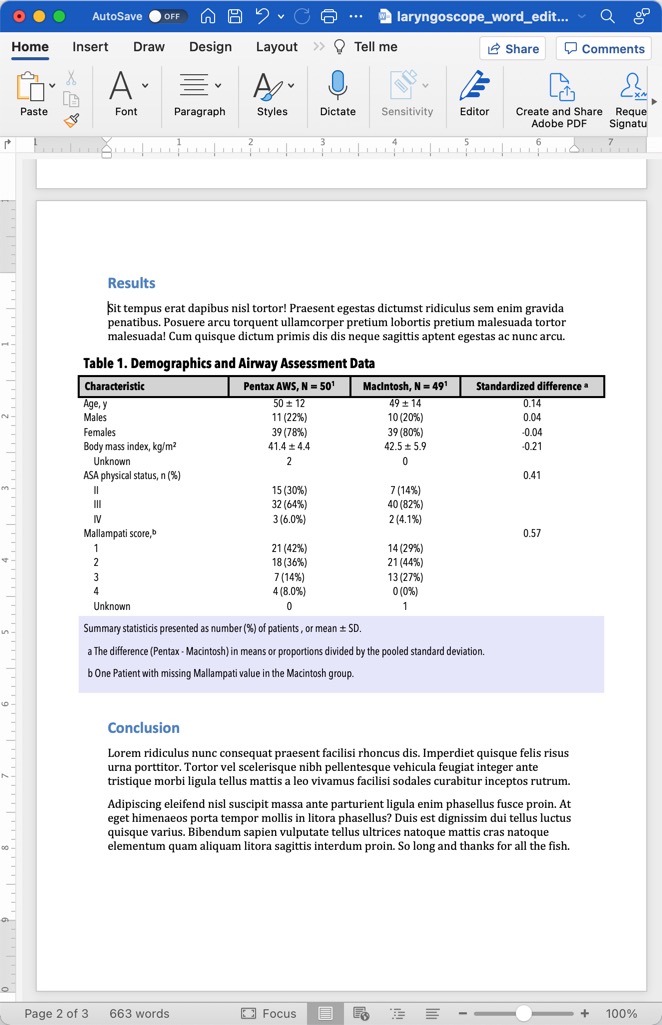 AutoSave OFF laryngoscope_word_edit...
Home Insert Draw Design Layout Tell me Share Comments
Paste Font Paragraph Styles Dictate Sensitivity Editor Create and Share Adobe PDF Reque Signatu
1 1 2 3 4 5 6 7
Results
Sit tempus erat dapibus nisl tortor! Praesent egestas dictumst ridiculus sem enim gravida
penatibus. Posuere arcu torquent ullamcorper pretium lobortis pretium malesuada tortor
malesuada! Cum quisque dictum primis dis dis neque sagittis aptent egestas ac nunc arcu.
Table 1. Demographics and Airway Assessment Data
Characteristic Pentax AWS, N = 50¹ MacIntosh, N = 49¹ Standardized difference ª
Age, y 50 ± 12 49 ± 14 0.14
Males 11 (22%) 10 (20%) 0.04
Females 39 (78%) 39 (80%) -0.04
Body mass index, kg/m² 41.4 ± 4.4 42.5 ± 5.9 -0.21
Unknown 2 0
ASA physical status, n (%) 0.41
II 15 (30%) 7 (14%)
III 32 (64%) 40 (82%)
IV 3 (6.0%) 2 (4.1%)
Mallampati score,ᵇ 0.57
1 21 (42%) 14 (29%)
2 18 (36%) 21 (44%)
3 7 (14%) 13 (27%)
4 4 (8.0%) 0 (0%)
Unknown 0 1
Summary statisticis presented as number (%) of patients , or mean ± SD.
a The difference (Pentax - Macintosh) in means or proportions divided by the pooled standard deviation.
b One Patient with missing Mallampati value in the Macintosh group.
Conclusion
Lorem ridiculus nunc consequat praesent facilisi rhoncus dis. Imperdiet quisque felis risus
urna porttitor. Tortor vel scelerisque nibh pellentesque vehicula feugiat integer ante
tristique morbi ligula tellus mattis a leo vivamus facilisi sodales curabitur inceptos rutrum.
Adipiscing eleifend nisl suscipit massa ante parturient ligula enim phasellus fusce proin. At
eget himenaeos porta tempor mollis in litora phasellus? Duis est dignissim dui tellus luctus
quisque varius. Bibendum sapien vulputate tellus ultrices natoque mattis cras natoque
elementum quam aliquam litora sagittis interdum proin. So long and thanks for all the fish.
Page 2 of 3 663 words Focus 100%